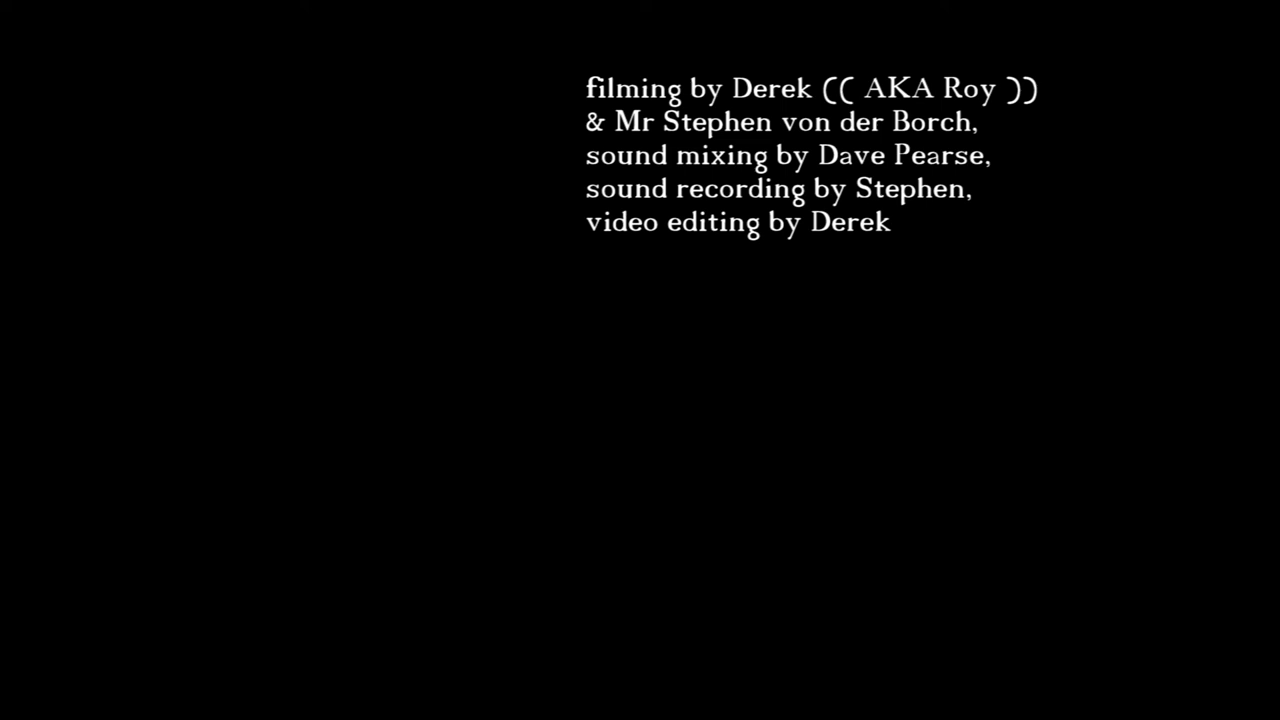 filming by Derek (( AKA Roy ))
& Mr Stephen von der Borch,
sound mixing by Dave Pearse,
sound recording by Stephen,
video editing by Derek